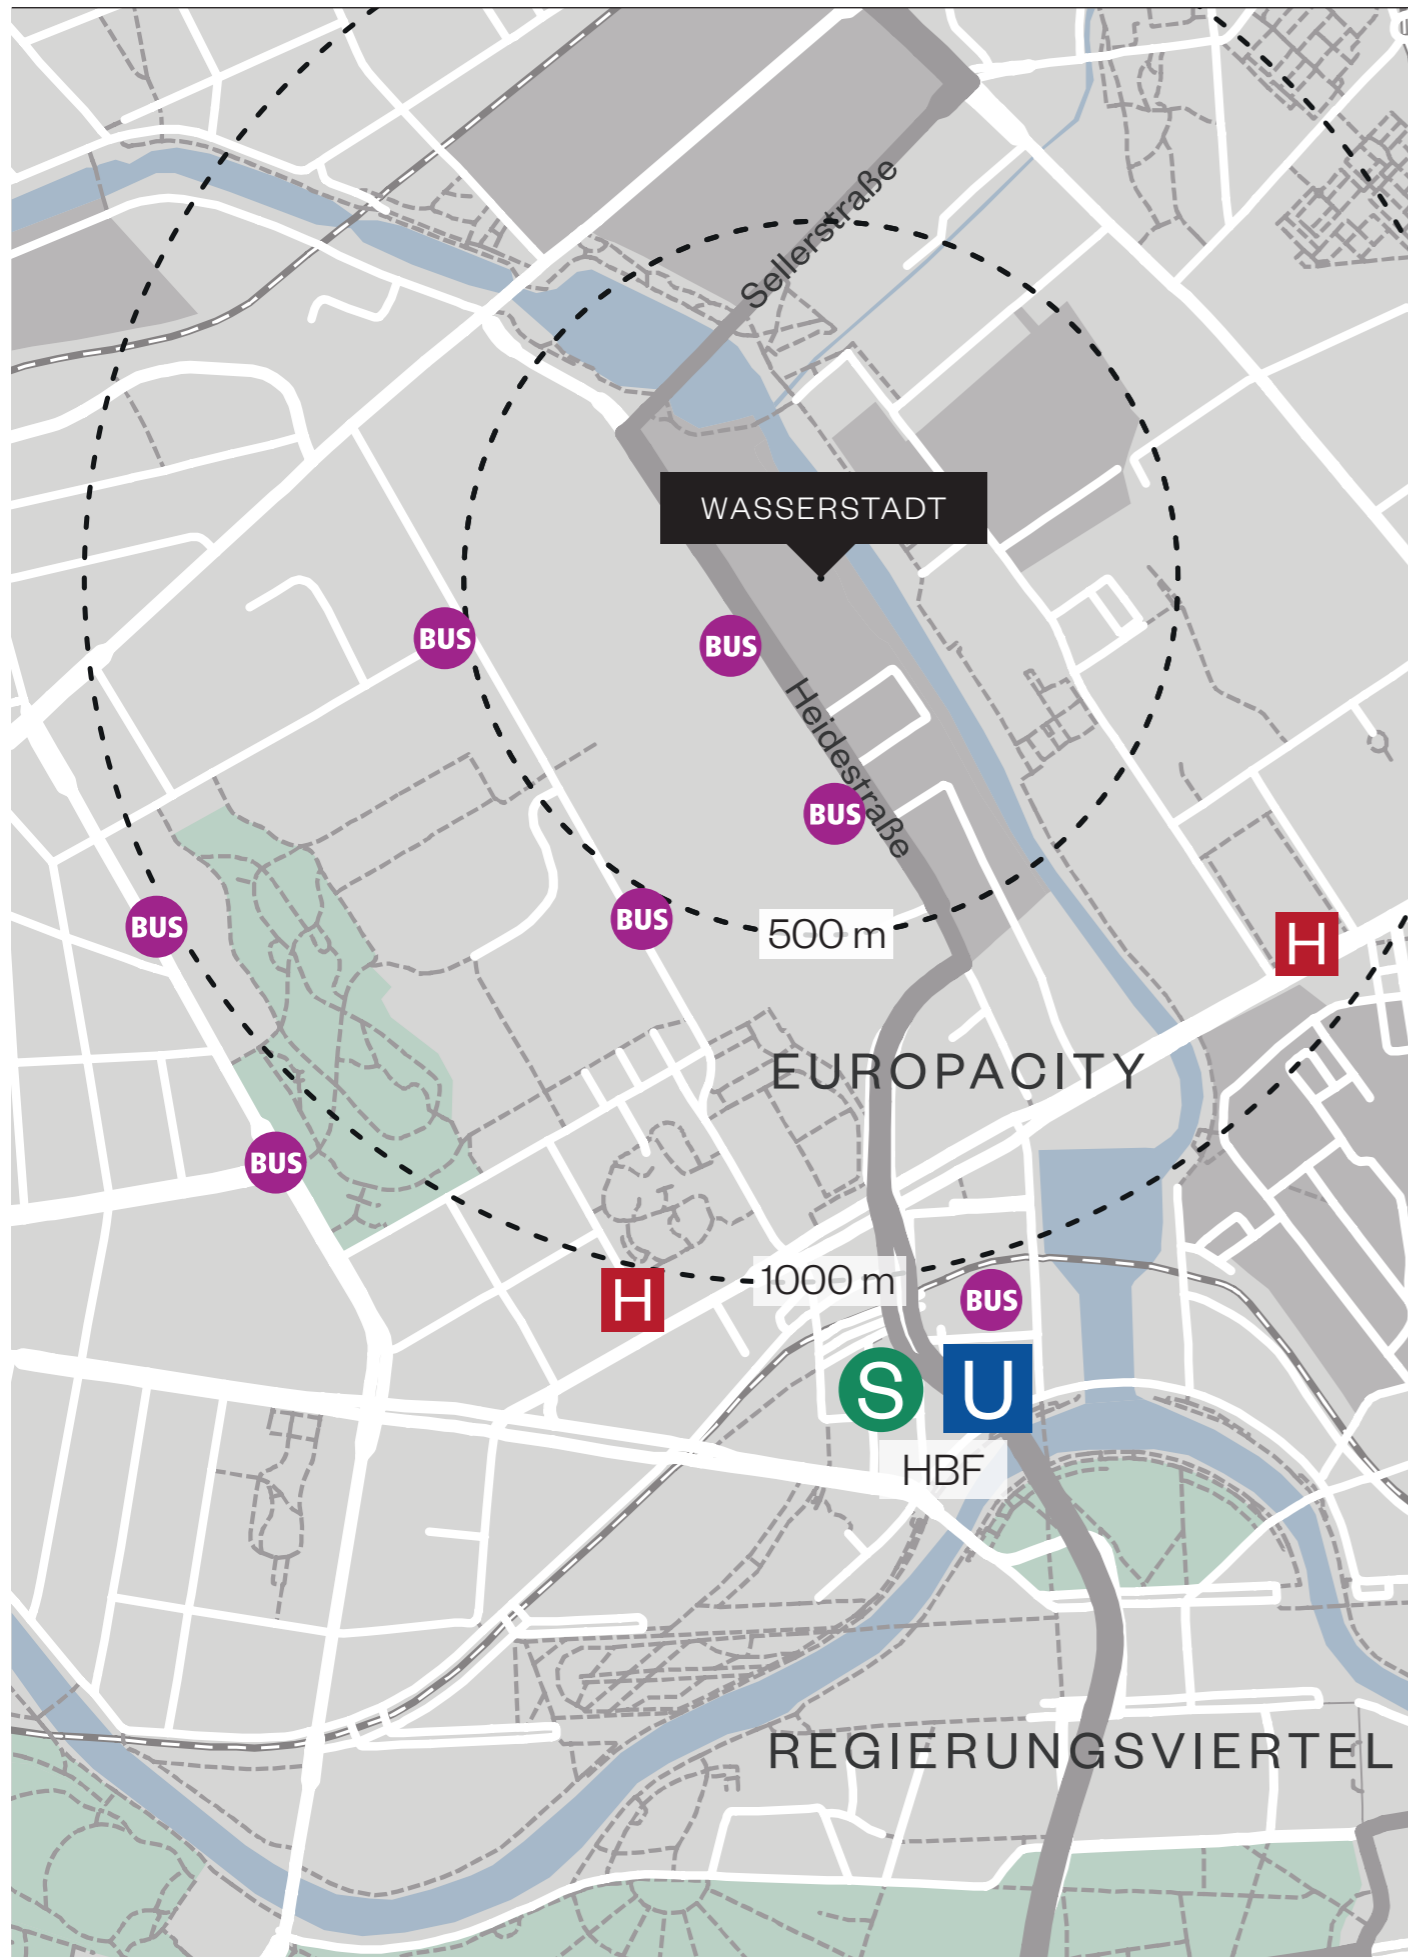 Sellerstraße
WASSERSTADT
BUS
BUS
Heidestraße
BUS
BUS
BUS
500 m
H
EUROPACITY
BUS
1000 m
H
BUS
S
U
HBF
REGIERUNGSVIERTEL